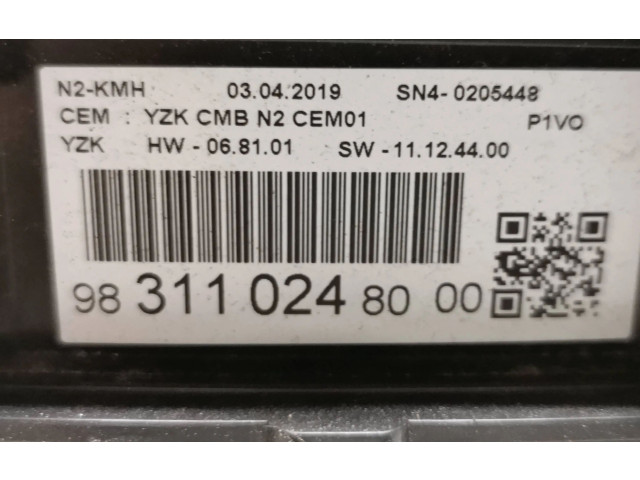 N2-KMH 03.04.2019 SN4-0205448
CEM : YZK CMB N2 CEM01 P1VO
YZK HW-06.81.01 SW-11.12.44.00
98 311 024 80 00